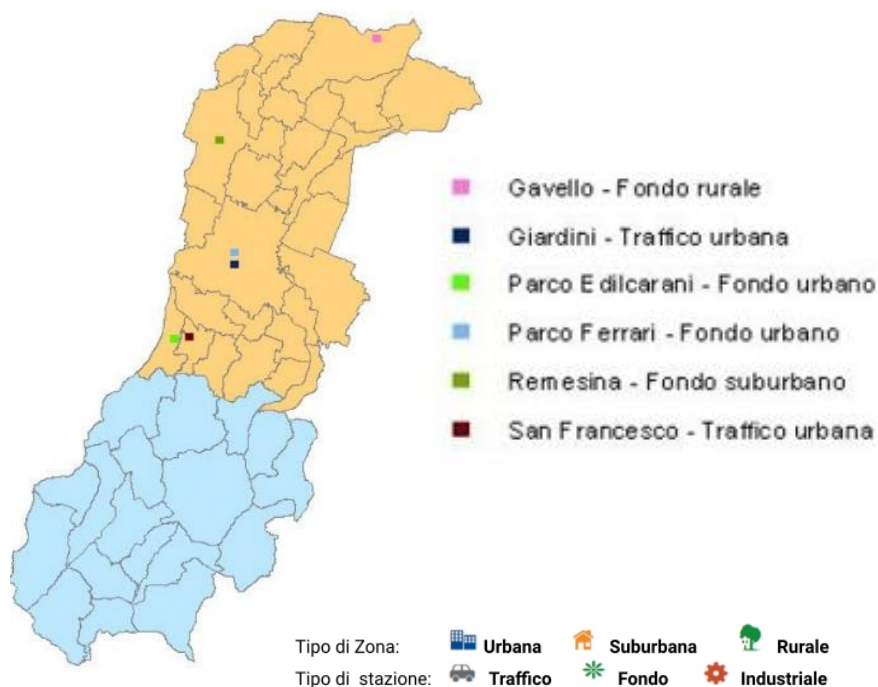 Gavello - Fondo rurale
Giardini - Traffico urbana
Parco Edilcarani - Fondo urbano
Parco Ferrari - Fondo urbano
Remesina - Fondo suburbano
San Francesco - Traffico urbana
Tipo di Zona: Urbana Suburbana Rurale
Tipo di stazione: Traffico Fondo Industriale